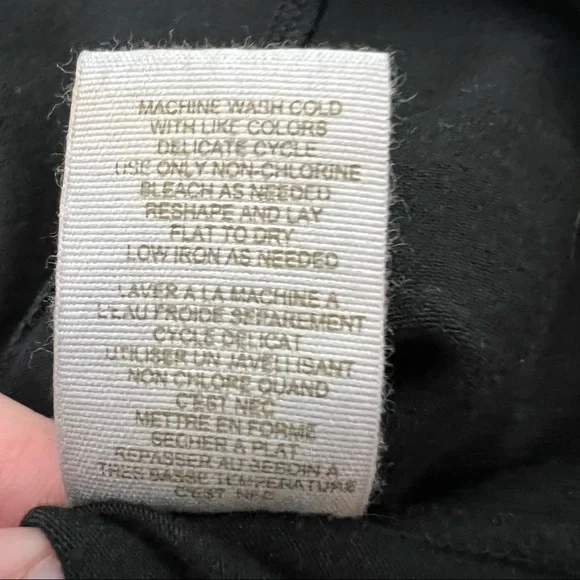 MACHINE WASH COLD
WITH LIKE COLORS
DELICATE CYCLE
USE ONLY NON-CHLORINE
BLEACH AS NEEDED
RESHAPE AND LAY
FLAT TO DRY
LOW IRON AS NEEDED
LAVER A LA MACHINE A
L'EAU FROIDE SEPAREMENT
CYCLE DELICAT
UTILISER UN JAVELLISANT
NON CHLORE QUAND
C'EST NEC
METTRE EN FORME
SECHER A PLAT
REPASSER AU BESOIN A
TRES BASSE TEMPERATURE
C'EST NEC